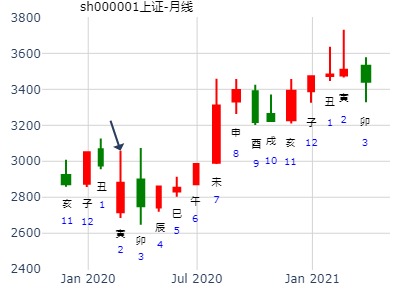 sh000001上证-月线
3800
3600
3400
3200
3000
2800
2600
2400
亥 11
子 12
丑 1
寅 2
卯 3
辰 4
巳 5
午 6
未 7
申 8
酉 9
戌 10
亥 11
子 12
丑 1
寅 2
卯 3
Jan 2020 Jul 2020 Jan 2021